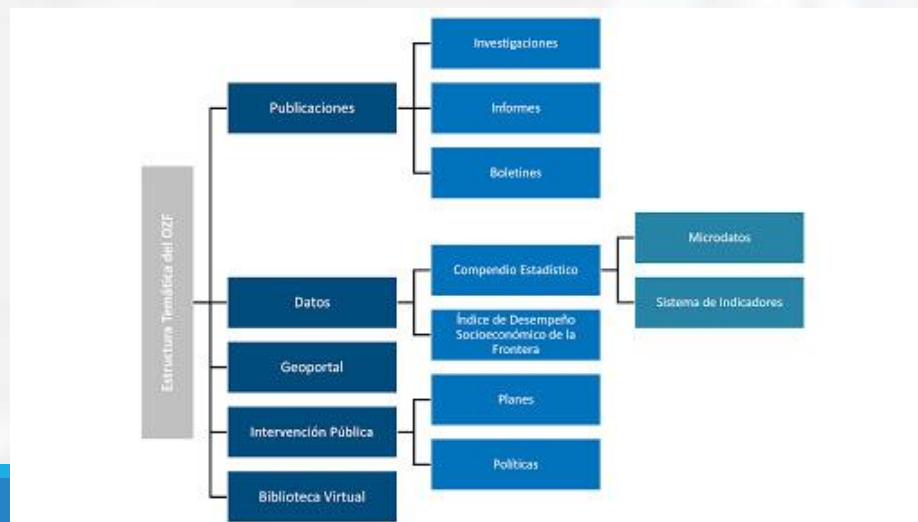 Estructura Temática del OZF
Publicaciones
Investigaciones
Informes
Boletines
Datos
Compendio Estadístico
Microdatos
Sistema de Indicadores
Índice de Desempeño
Socioeconómico de la
Frontera
Geoportal
Intervención Pública
Planes
Políticas
Biblioteca Virtual